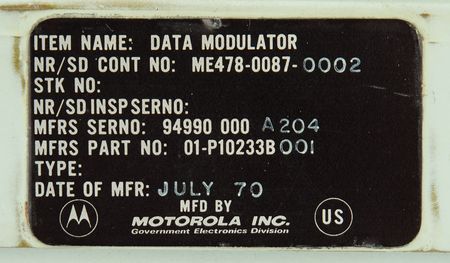 ITEM NAME: DATA MODULATOR
NR/SD CONT NO: ME478-0087-0002
STK NO:
NR/SD INSP SERNO:
MFRS SERNO: 94990 000 A204
MFRS PART NO: 01-P10233B001
TYPE:
DATE OF MFR: JULY 70
MFD BY
MOTOROLA INC.
Government Electronics Division
US